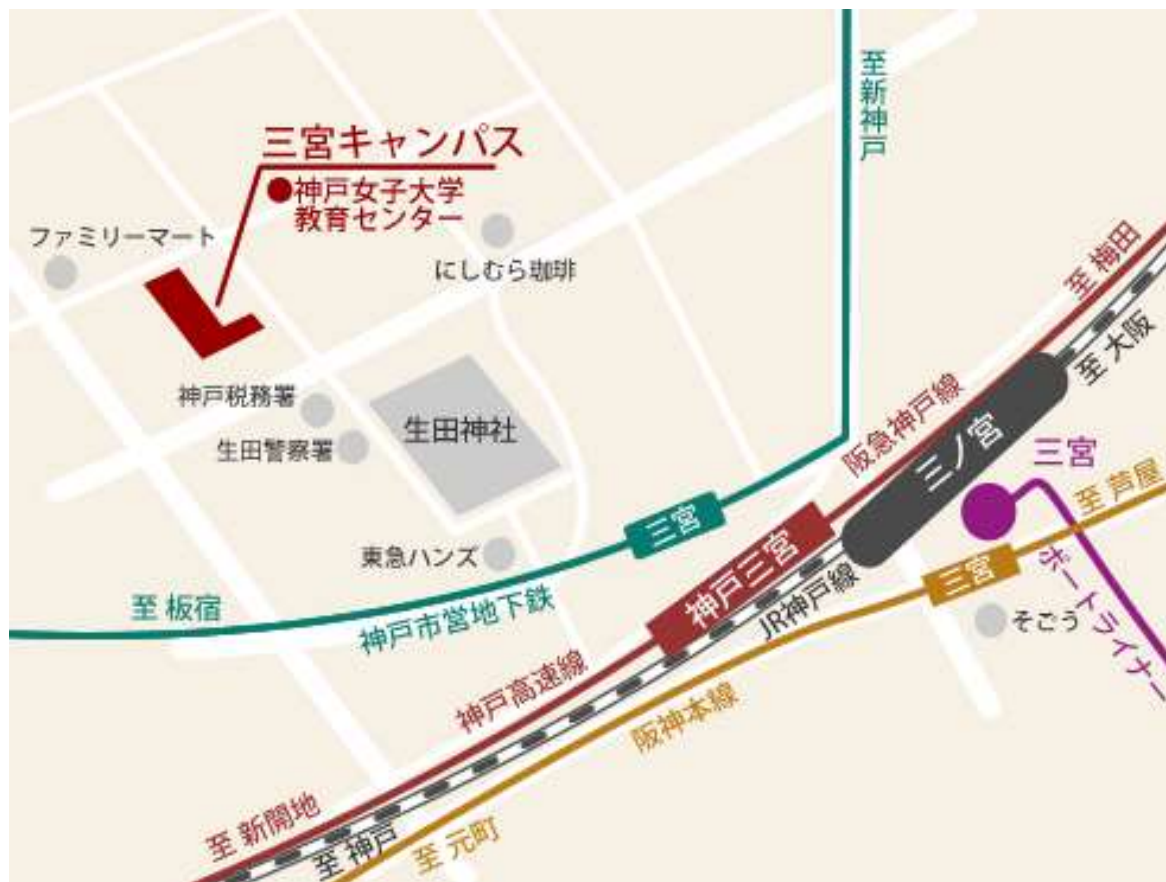 至新神戸
三宮キャンパス
神戸女子大学
教育センター
ファミリーマート
にしむら珈琲
至 梅田
至 大阪
神戸税務署
生田警察署
生田神社
阪急神戸線
三ノ宮
三宮
至 芦屋
三宮
神戸三宮
東急ハンズ
JR神戸線
三宮
ポートライナー
そごう
至 板宿
神戸市営地下鉄
神戸高速線
阪神本線
至 新開地
至 神戸
至 元町